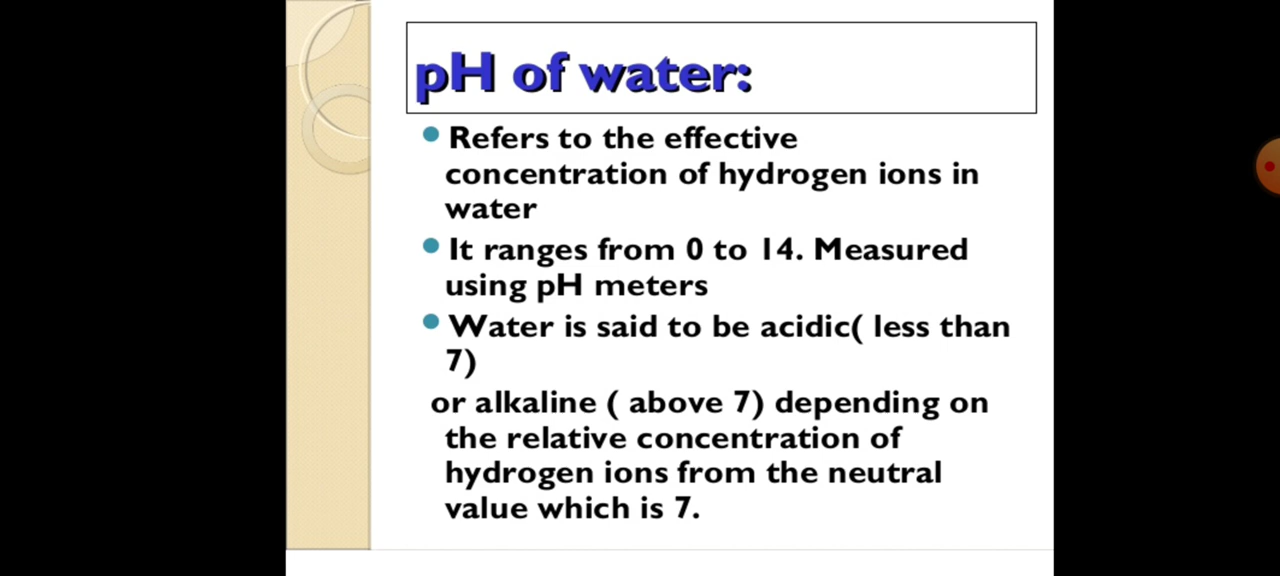 pH of water:
Refers to the effective
concentration of hydrogen ions in
water
It ranges from 0 to 14. Measured
using pH meters
Water is said to be acidic( less than
7)
or alkaline ( above 7) depending on
the relative concentration of
hydrogen ions from the neutral
value which is 7.